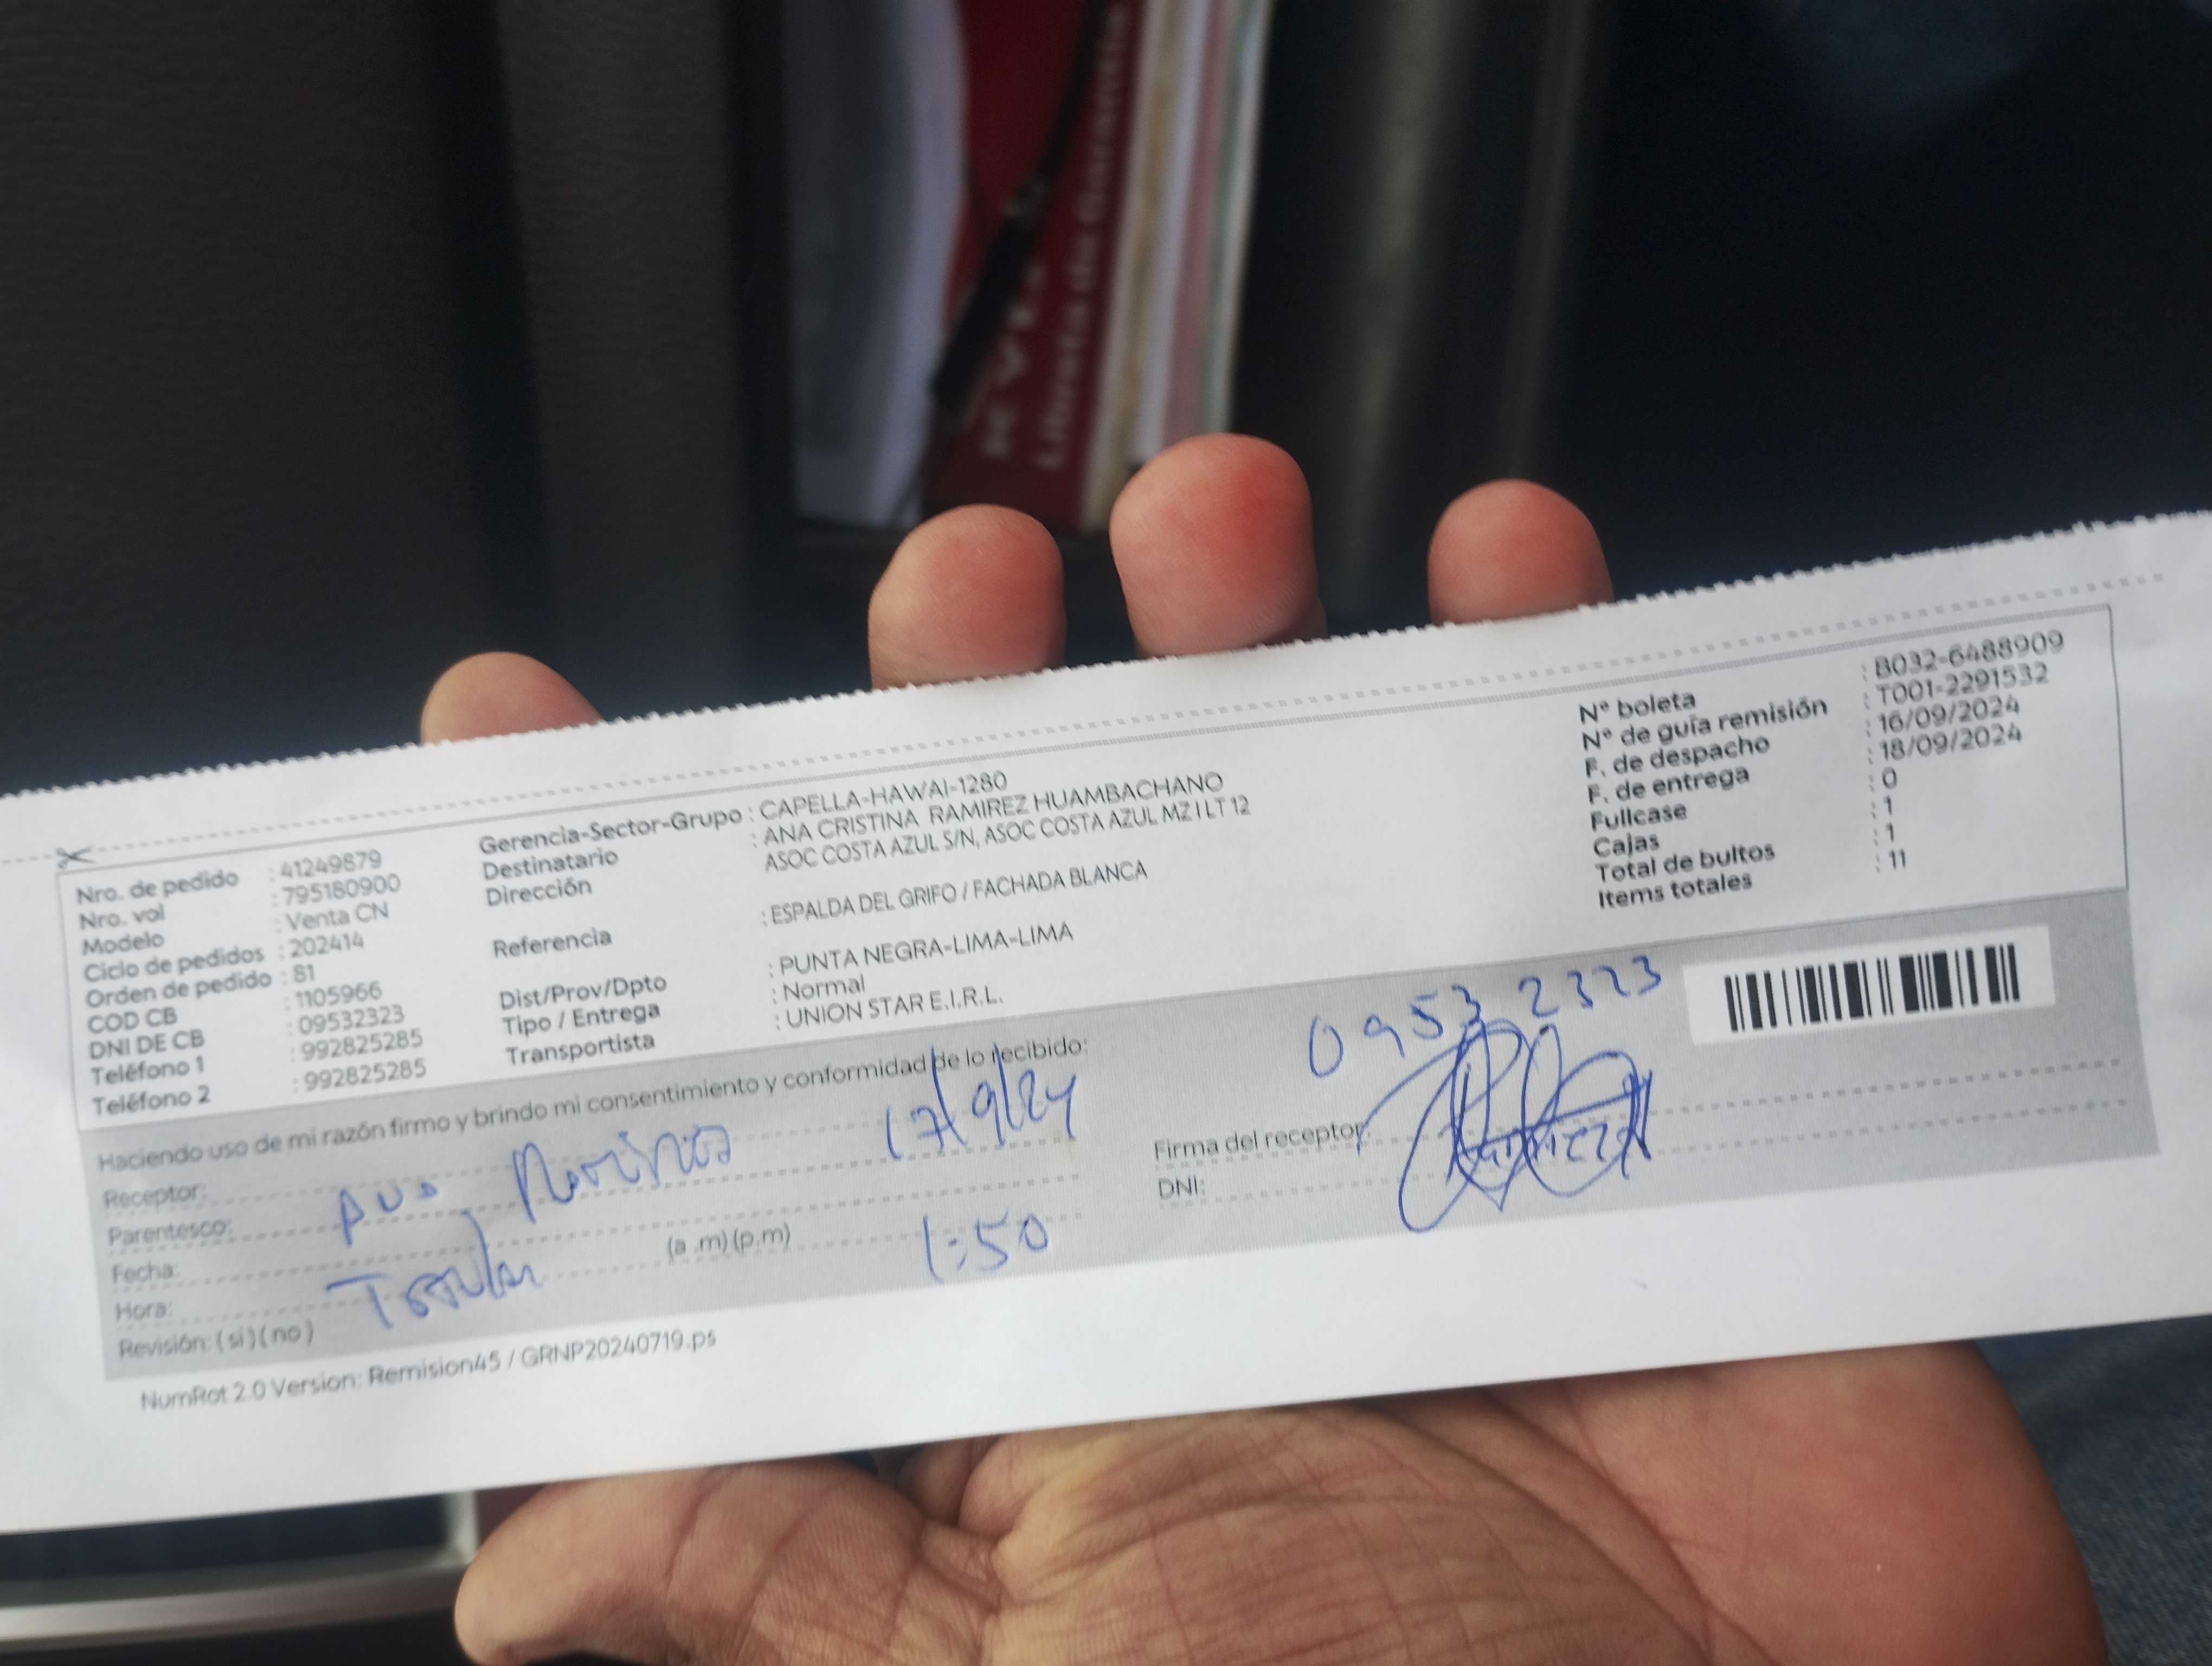 KYA
Libreta de Garantía
Nro. de pedido : 41249879
Nro. vol : 795180900
Modelo : Venta CN
Ciclo de pedidos : 202414
Orden de pedido : 81
COD CB : 1105966
DNI DE CB : 09532323
Teléfono 1 : 992825285
Teléfono 2 : 992825285
Gerencia-Sector-Grupo : CAPELLA-HAWAI-1280
Destinatario : ANA CRISTINA RAMIREZ HUAMBACHANO
Dirección ASOC COSTA AZUL S/N, ASOC COSTA AZUL MZ I LT 12
Referencia : ESPALDA DEL GRIFO / FACHADA BLANCA
Dist/Prov/Dpto : PUNTA NEGRA-LIMA-LIMA
Tipo / Entrega : Normal
Transportista : UNION STAR E.I.R.L.
N° boleta : B032-6488909
N° de guía remisión : T001-2291532
F. de despacho : 16/09/2024
F. de entrega : 18/09/2024
Fullcase : 0
Cajas : 1
Total de bultos : 1
Items totales : 11
Haciendo uso de mi razón firmo y brindo mi consentimiento y conformidad de lo recibido:
Receptor:
Parentesco:
Fecha:
Hora: (a .m) (p.m)
Revisión: ( si ) ( no )
17/9/24
Titular
1:50
09532323
Firma del receptor:
DNI:
NumRot 2.0 Version: Remision45 / GRNP20240719.ps